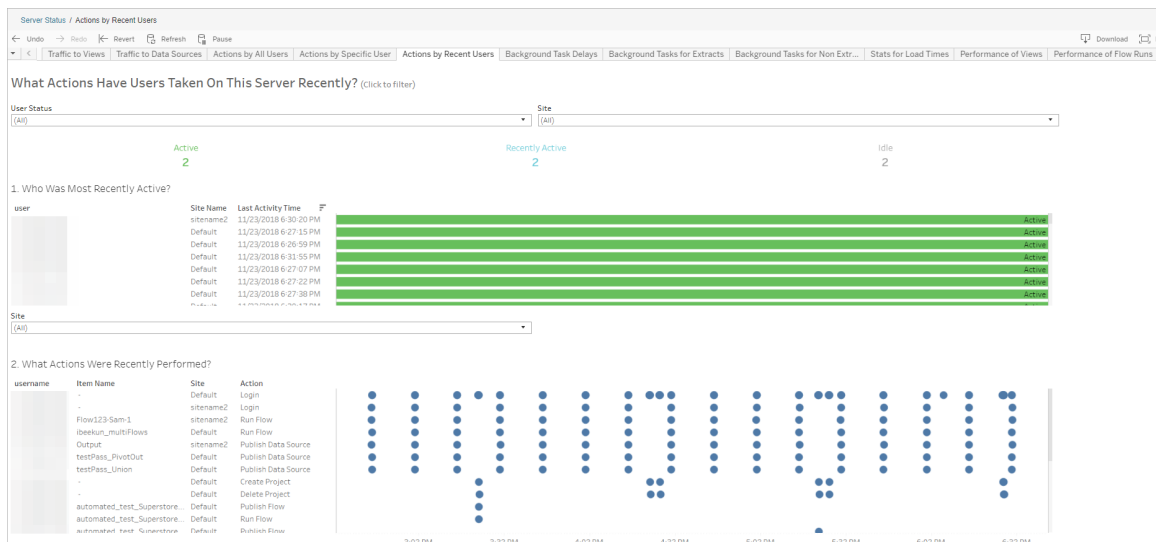 Server Status / Actions by Recent Users
← Undo → Redo |← Revert Refresh Pause Download
Traffic to Views Traffic to Data Sources Actions by All Users Actions by Specific User Actions by Recent Users Background Task Delays Background Tasks for Extracts Background Tasks for Non Extr... Stats for Load Times Performance of Views Performance of Flow Runs
What Actions Have Users Taken On This Server Recently? (Click to filter)
User Status Site
(All) (All)
Active Recently Active Idle
2 2 2
1. Who Was Most Recently Active?
user Site Name Last Activity Time
sitename2 11/23/2018 6:30:20 PM Active
Default 11/23/2018 6:27:15 PM Active
Default 11/23/2018 6:26:59 PM Active
Default 11/23/2018 6:31:55 PM Active
Default 11/23/2018 6:27:07 PM Active
Default 11/23/2018 6:27:22 PM Active
Default 11/23/2018 6:27:38 PM Active
Site
(All)
2. What Actions Were Recently Performed?
username Item Name Site Action
- Default Login
- sitename2 Login
Flow123-Sam-1 sitename2 Run Flow
ibeekun_multiFlows Default Run Flow
Output sitename2 Publish Data Source
testPass_PivotOut Default Publish Data Source
testPass_Union Default Publish Data Source
- Default Create Project
- Default Delete Project
automated_test_Superstore... Default Publish Flow
automated_test_Superstore... Default Run Flow
automated_test_Superstore... Default Publish Flow